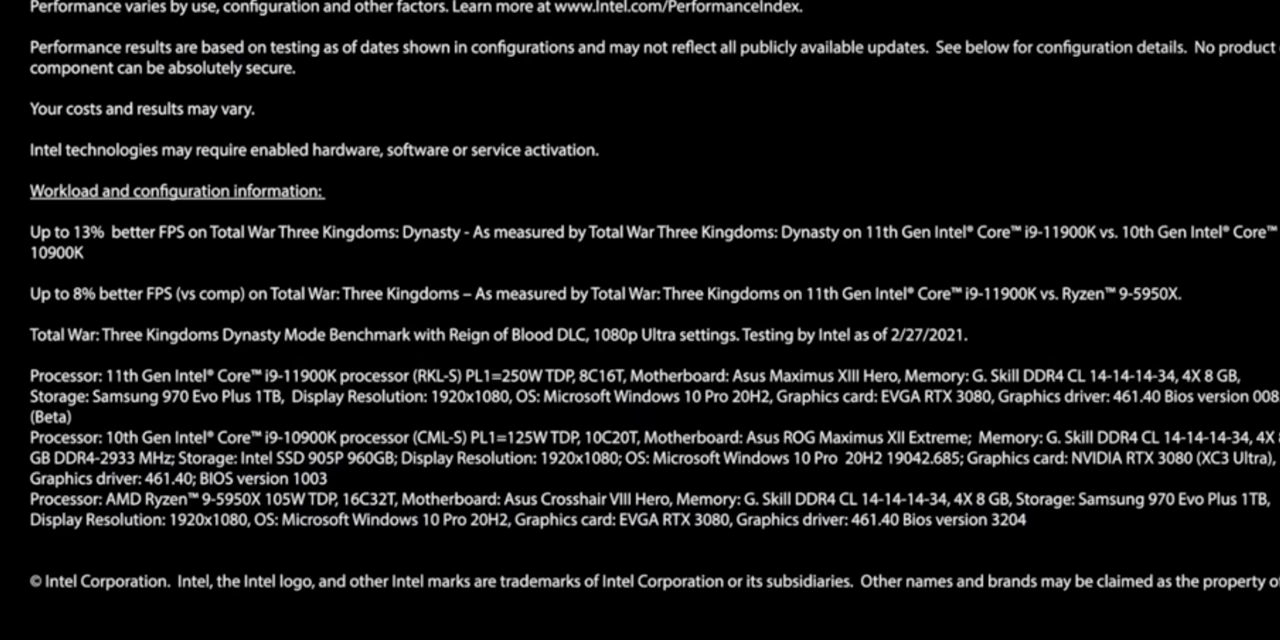 Performance varies by use, configuration and other factors. Learn more at www.Intel.com/PerformanceIndex.
Performance results are based on testing as of dates shown in configurations and may not reflect all publicly available updates.  See below for configuration details.  No product
component can be absolutely secure.
Your costs and results may vary.
Intel technologies may require enabled hardware, software or service activation.
Workload and configuration information:
Up to 13%  better FPS on Total War Three Kingdoms: Dynasty - As measured by Total War Three Kingdoms: Dynasty on 11th Gen Intel® Core™ i9-11900K vs. 10th Gen Intel® Core™
10900K
Up to 8% better FPS (vs comp) on Total War: Three Kingdoms – As measured by Total War: Three Kingdoms on 11th Gen Intel® Core™ i9-11900K vs. Ryzen™ 9-5950X.
Total War: Three Kingdoms Dynasty Mode Benchmark with Reign of Blood DLC, 1080p Ultra settings. Testing by Intel as of 2/27/2021.
Processor: 11th Gen Intel® Core™ i9-11900K processor (RKL-S) PL1=250W TDP, 8C16T, Motherboard: Asus Maximus XIII Hero, Memory: G. Skill DDR4 CL 14-14-14-34, 4X 8 GB,
Storage: Samsung 970 Evo Plus 1TB,  Display Resolution: 1920x1080, OS: Microsoft Windows 10 Pro 20H2, Graphics card: EVGA RTX 3080, Graphics driver: 461.40 Bios version 008
(Beta)
Processor: 10th Gen Intel® Core™ i9-10900K processor (CML-S) PL1=125W TDP, 10C20T, Motherboard: Asus ROG Maximus XII Extreme;  Memory: G. Skill DDR4 CL 14-14-14-34, 4X
GB DDR4-2933 MHz; Storage: Intel SSD 905P 960GB; Display Resolution: 1920x1080; OS: Microsoft Windows 10 Pro  20H2 19042.685; Graphics card: NVIDIA RTX 3080 (XC3 Ultra),
Graphics driver: 461.40; BIOS version 1003
Processor: AMD Ryzen™ 9-5950X 105W TDP, 16C32T, Motherboard: Asus Crosshair VIII Hero, Memory: G. Skill DDR4 CL 14-14-14-34, 4X 8 GB, Storage: Samsung 970 Evo Plus 1TB,
Display Resolution: 1920x1080, OS: Microsoft Windows 10 Pro 20H2, Graphics card: EVGA RTX 3080, Graphics driver: 461.40 Bios version 3204
© Intel Corporation.  Intel, the Intel logo, and other Intel marks are trademarks of Intel Corporation or its subsidiaries.  Other names and brands may be claimed as the property